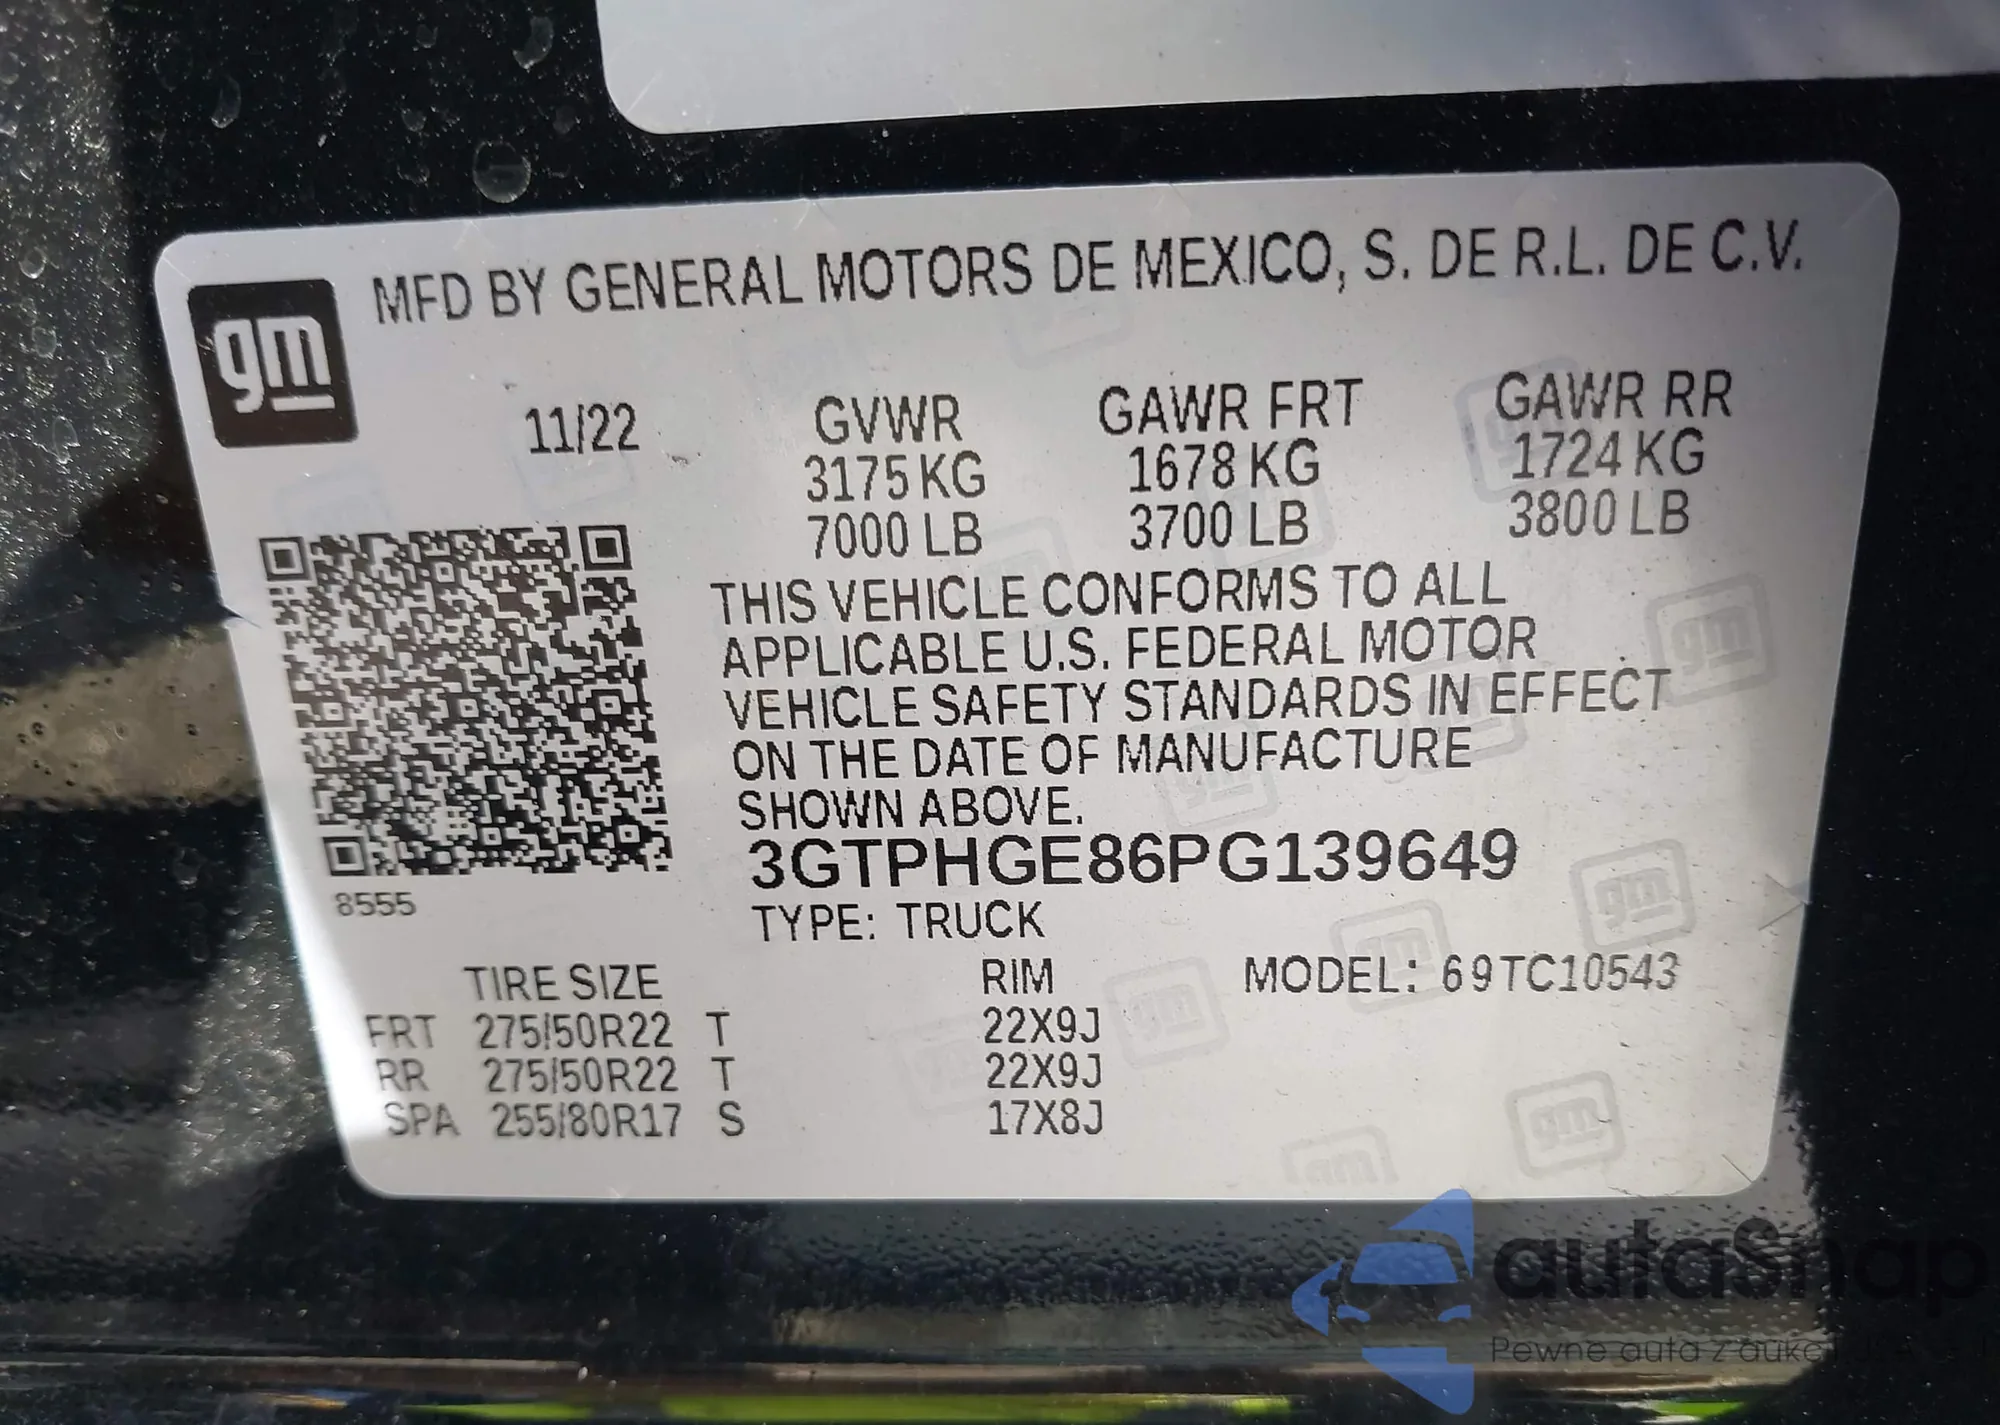 MFD BY GENERAL MOTORS DE MEXICO, S. DE R.L. DE C.V.
gm
11/22 GVWR GAWR FRT GAWR RR
3175 KG 1678 KG 1724 KG
7000 LB 3700 LB 3800 LB
THIS VEHICLE CONFORMS TO ALL
APPLICABLE U.S. FEDERAL MOTOR
VEHICLE SAFETY STANDARDS IN EFFECT
ON THE DATE OF MANUFACTURE
SHOWN ABOVE.
3GTPHGE86PG139649
8555
TYPE: TRUCK
TIRE SIZE RIM MODEL: 69TC10543
FRT 275/50R22 T 22X9J
RR 275/50R22 T 22X9J
SPA 255/80R17 S 17X8J
autaSnap
Pewne auta z